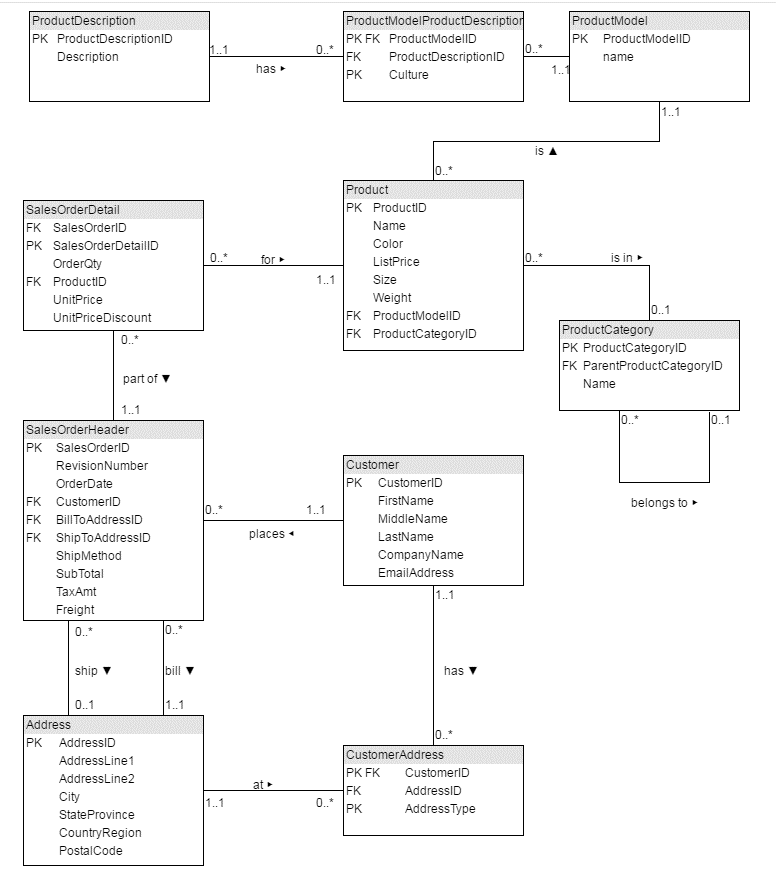 ProductDescription
PK ProductDescriptionID
Description
1..1
0..*
has ►
ProductModelProductDescription
PK FK ProductModelID
FK ProductDescriptionID
PK Culture
0..*
1..1
ProductModel
PK ProductModelID
name
1..1
is ▲
0..*
Product
PK ProductID
Name
Color
ListPrice
Size
Weight
FK ProductModelID
FK ProductCategoryID
SalesOrderDetail
FK SalesOrderID
PK SalesOrderDetailID
OrderQty
FK ProductID
UnitPrice
UnitPriceDiscount
0..*
for ►
1..1
0..*
is in ►
0..1
ProductCategory
PK ProductCategoryID
FK ParentProductCategoryID
Name
0..*
0..1
belongs to ►
0..*
part of ▼
1..1
SalesOrderHeader
PK SalesOrderID
RevisionNumber
OrderDate
FK CustomerID
FK BillToAddressID
FK ShipToAddressID
ShipMethod
SubTotal
TaxAmt
Freight
0..*
1..1
places ◄
Customer
PK CustomerID
FirstName
MiddleName
LastName
CompanyName
EmailAddress
1..1
has ▼
0..*
0..*
0..*
ship ▼
bill ▼
0..1
1..1
Address
PK AddressID
AddressLine1
AddressLine2
City
StateProvince
CountryRegion
PostalCode
at ►
1..1
0..*
CustomerAddress
PK FK CustomerID
FK AddressID
PK AddressType